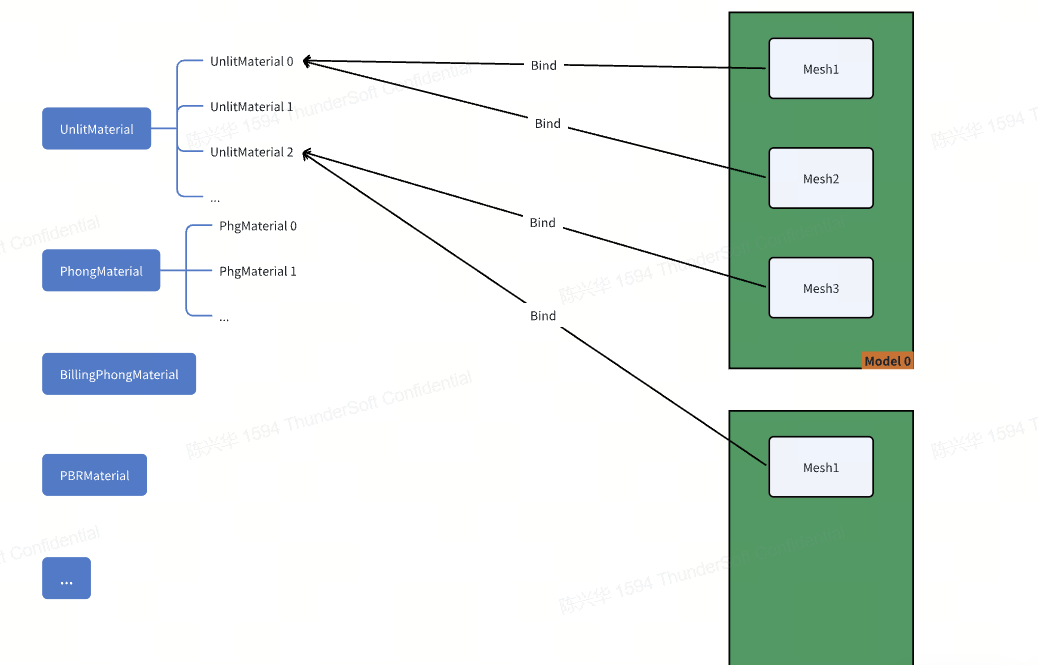 UnlitMaterial 0
Bind
Mesh1
UnlitMaterial 1
UnlitMaterial
Bind
UnlitMaterial 2
Mesh2
...
PhgMaterial 0
Bind
PhongMaterial
PhgMaterial 1
Mesh3
...
Bind
Model 0
BillingPhongMaterial
PBRMaterial
Mesh1
...
陈兴华 1594 ThunderSoft Confidential
陈兴华 1594 T
ft Confidential
陈兴华 1594 ThunderSoft Confidential
陈兴华 1594 ThunderSoft Confidential
陈兴华 1594 T
ft Confidential
陈兴华 1594 ThunderSoft Confidential